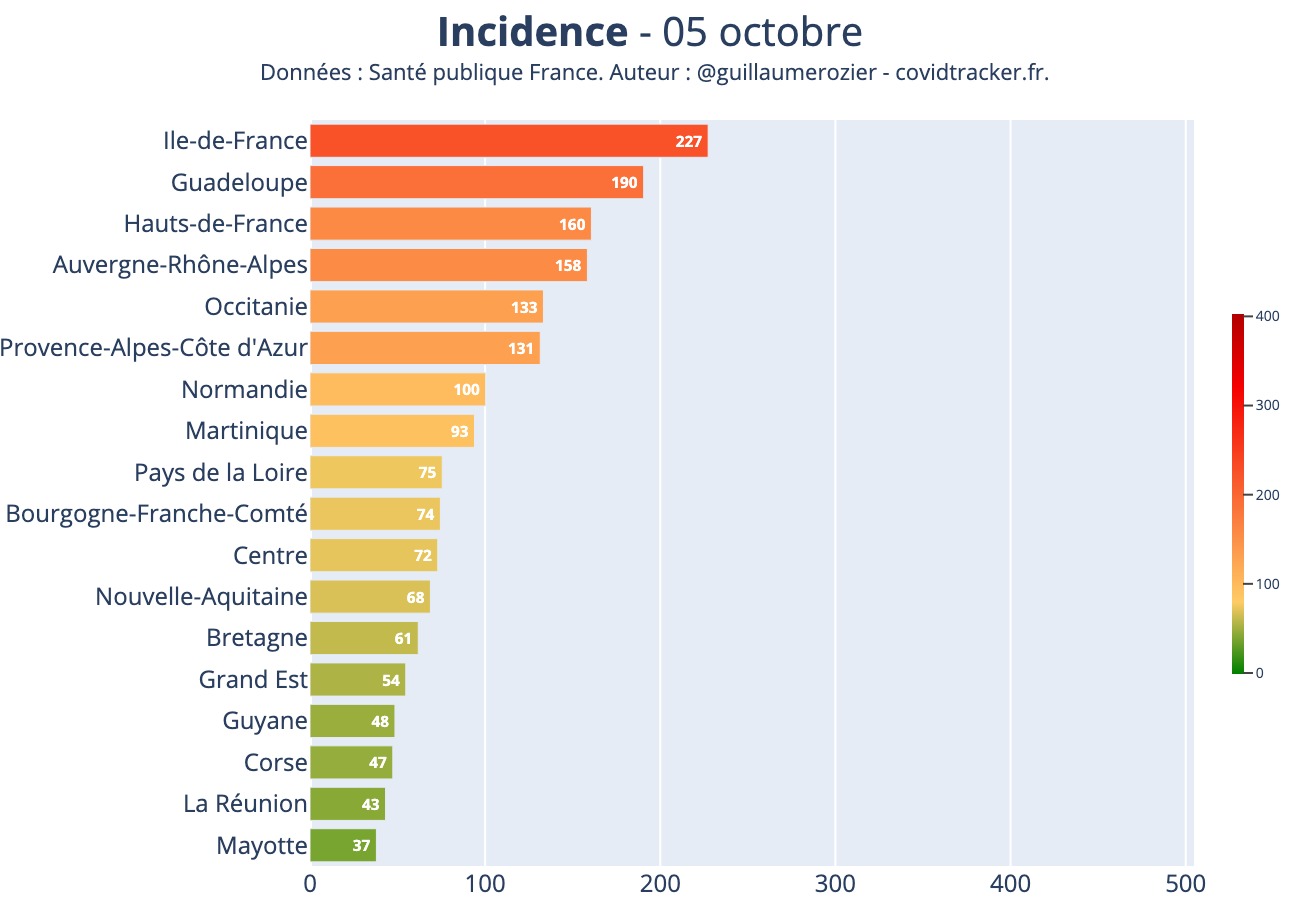 Incidence - 05 octobre
Données : Santé publique France. Auteur : @guillaumerozier - covidtracker.fr.
Ile-de-France 227
Guadeloupe 190
Hauts-de-France 160
Auvergne-Rhône-Alpes 158
Occitanie 133
Provence-Alpes-Côte d'Azur 131
Normandie 100
Martinique 93
Pays de la Loire 75
Bourgogne-Franche-Comté 74
Centre 72
Nouvelle-Aquitaine 68
Bretagne 61
Grand Est 54
Guyane 48
Corse 47
La Réunion 43
Mayotte 37
0 100 200 300 400 500
400
300
200
100
0